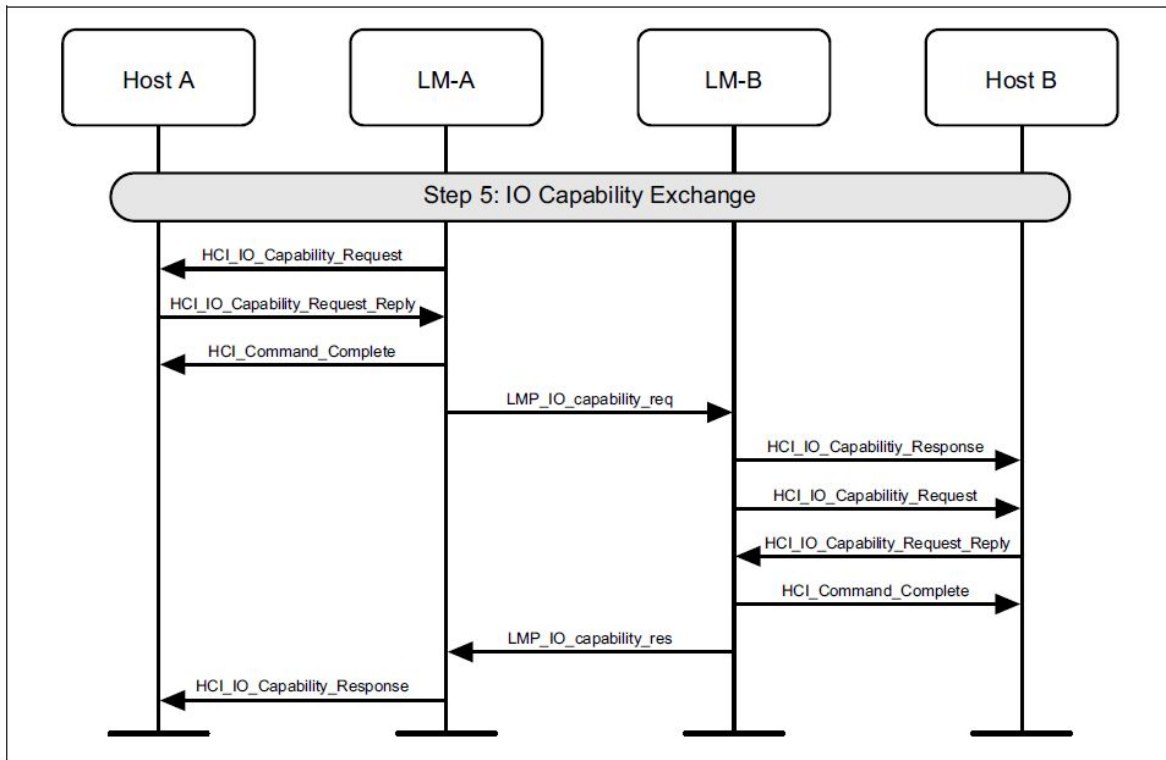 Host A
LM-A
LM-B
Host B
Step 5: IO Capability Exchange
HCI_IO_Capability_Request
HCI_IO_Capability_Request_Reply
HCI_Command_Complete
LMP_IO_capability_req
HCI_IO_Capabilitiy_Response
HCI_IO_Capabilitiy_Request
HCI_IO_Capability_Request_Reply
HCI_Command_Complete
LMP_IO_capability_res
HCI_IO_Capability_Response